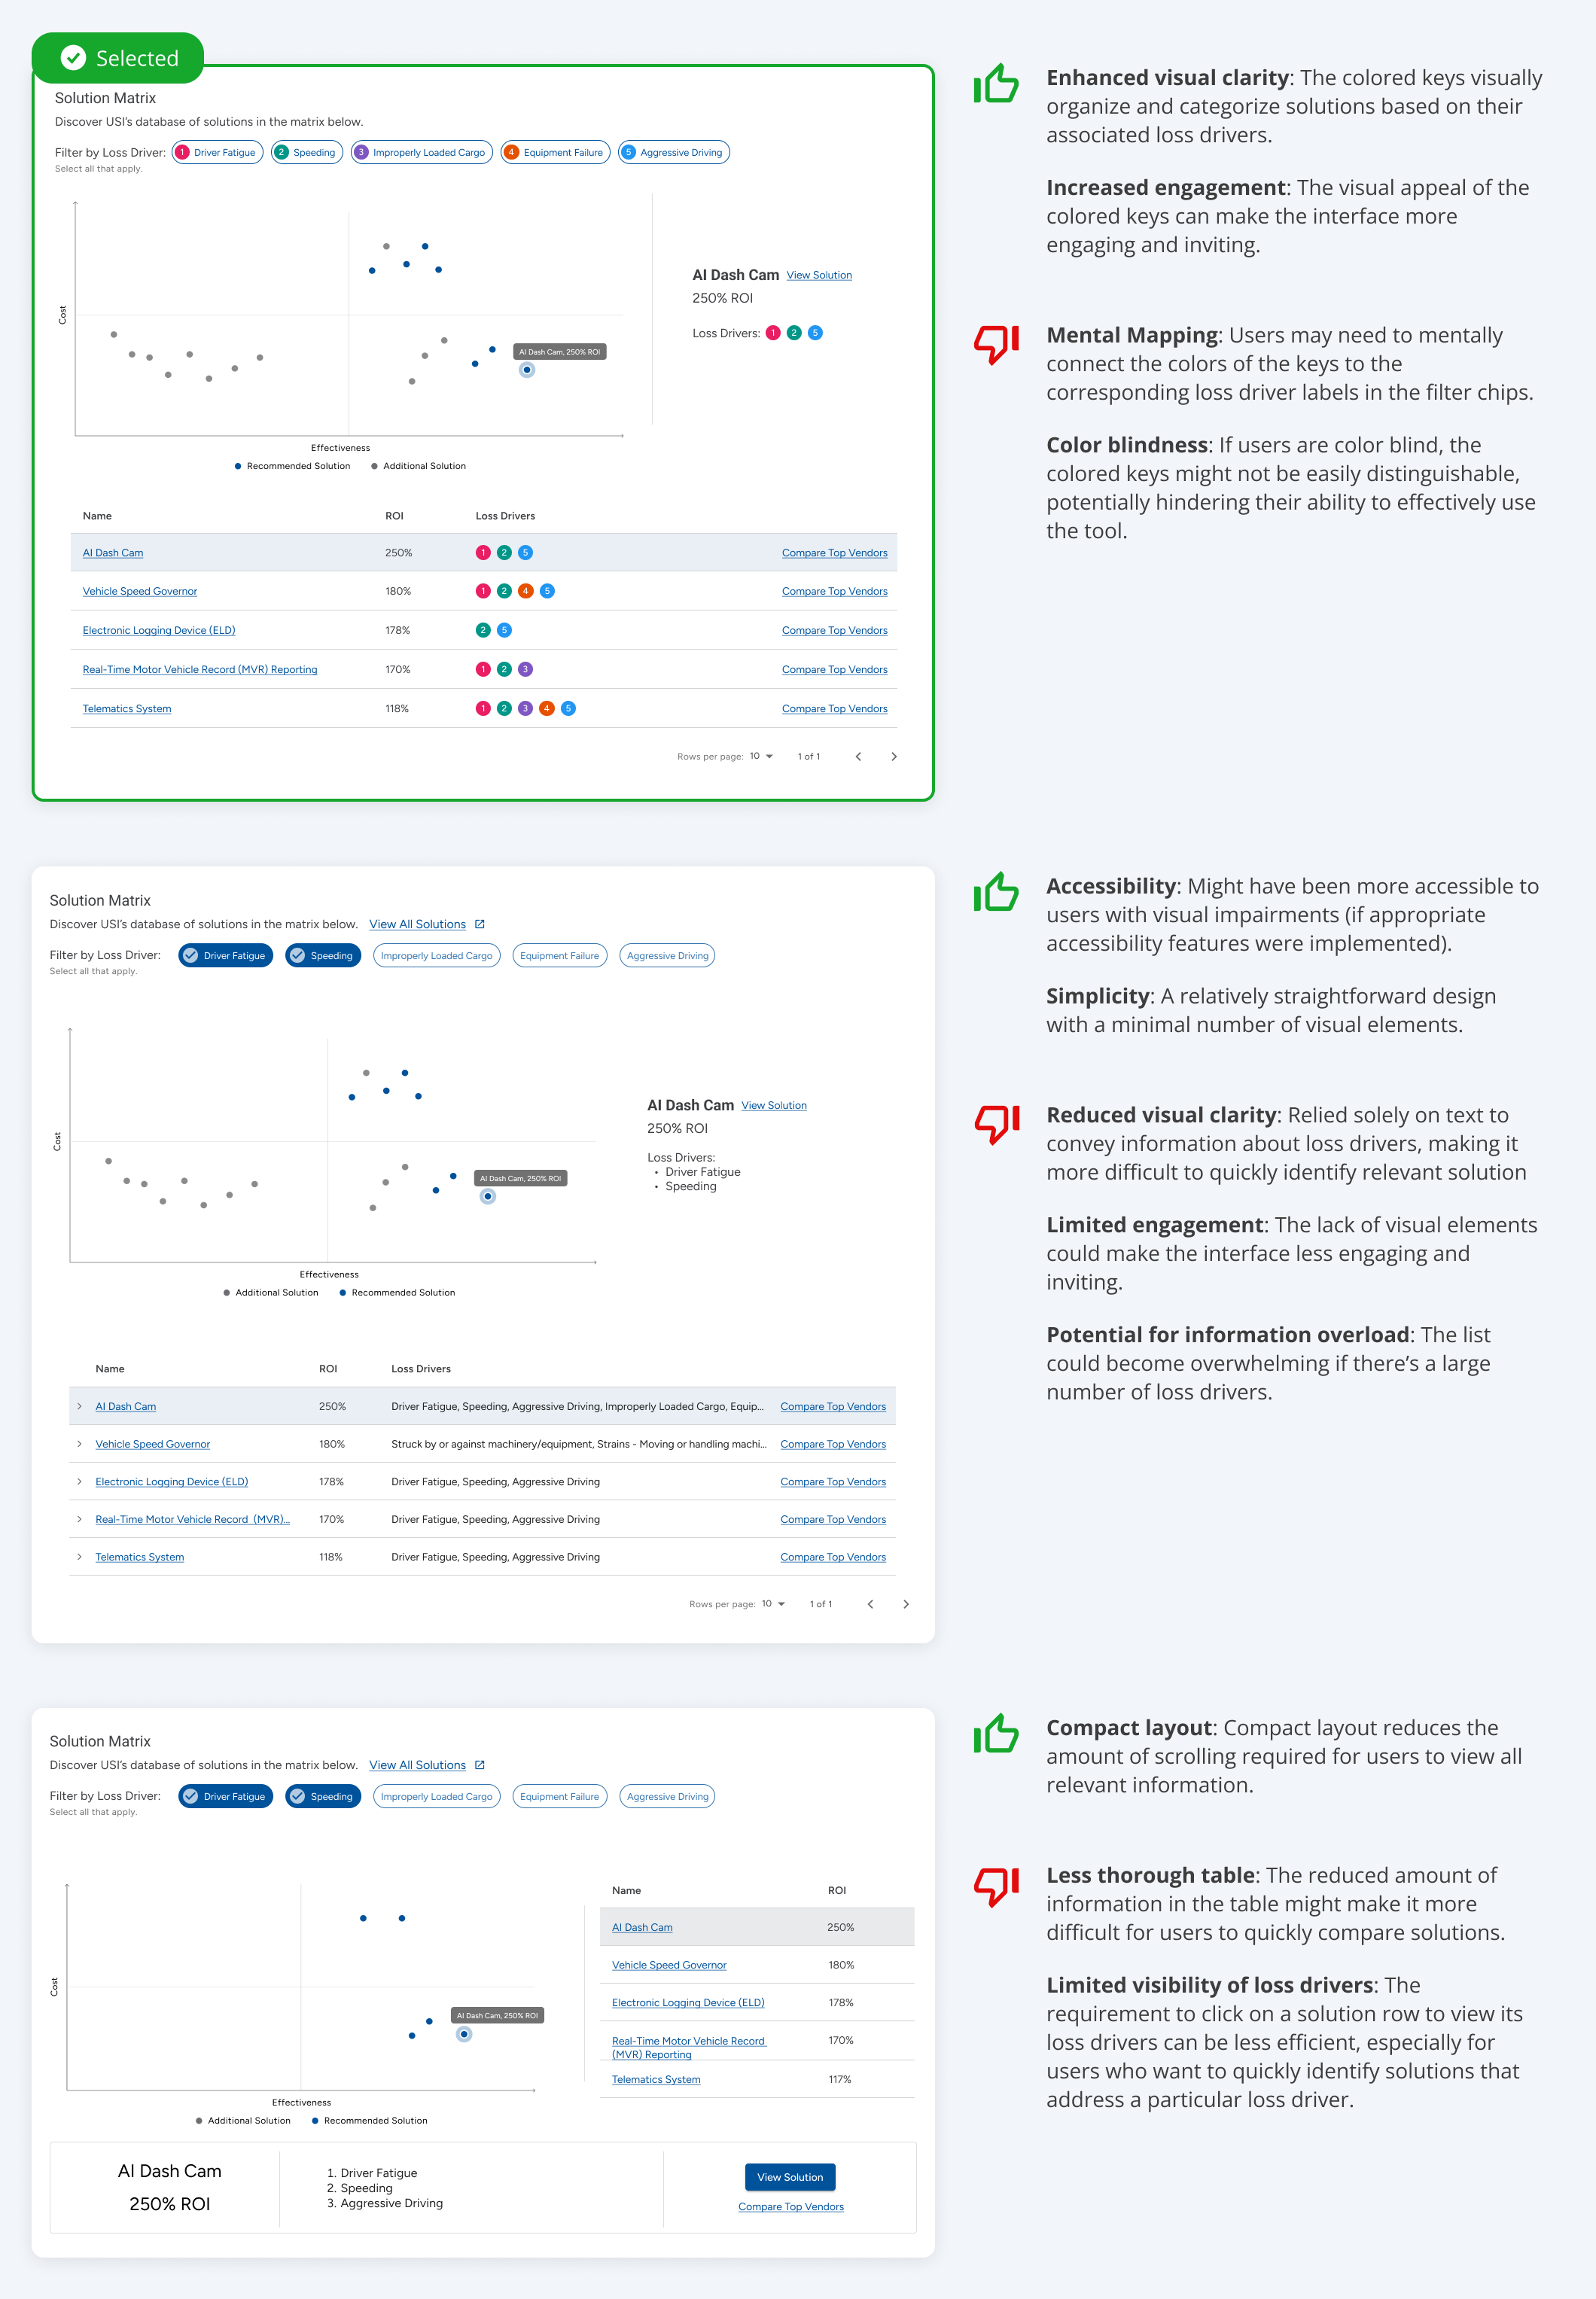 Selected
Solution Matrix
Discover USI's database of solutions in the matrix below.
Filter by Loss Driver: 1 Driver Fatigue 2 Speeding 3 Improperly Loaded Cargo 4 Equipment Failure 5 Aggressive Driving
Select all that apply.
Cost
AI Dash Cam, 250% ROI
Effectiveness
Recommended Solution Additional Solution
AI Dash Cam View Solution
250% ROI
Loss Drivers: 1 2 5
Name ROI Loss Drivers
AI Dash Cam 250% 1 2 5 Compare Top Vendors
Vehicle Speed Governor 180% 1 2 4 5 Compare Top Vendors
Electronic Logging Device (ELD) 178% 2 5 Compare Top Vendors
Real-Time Motor Vehicle Record (MVR) Reporting 170% 1 2 3 Compare Top Vendors
Telematics System 118% 1 2 3 4 5 Compare Top Vendors
Rows per page: 10 1 of 1
Enhanced visual clarity: The colored keys visually
organize and categorize solutions based on their
associated loss drivers.
Increased engagement: The visual appeal of the
colored keys can make the interface more
engaging and inviting.
Mental Mapping: Users may need to mentally
connect the colors of the keys to the
corresponding loss driver labels in the filter chips.
Color blindness: If users are color blind, the
colored keys might not be easily distinguishable,
potentially hindering their ability to effectively use
the tool.
Solution Matrix
Discover USI's database of solutions in the matrix below. View All Solutions
Filter by Loss Driver: Driver Fatigue Speeding Improperly Loaded Cargo Equipment Failure Aggressive Driving
Select all that apply.
Cost
AI Dash Cam, 250% ROI
Effectiveness
Additional Solution Recommended Solution
AI Dash Cam View Solution
250% ROI
Loss Drivers:
• Driver Fatigue
• Speeding
Name ROI Loss Drivers
AI Dash Cam 250% Driver Fatigue, Speeding, Aggressive Driving, Improperly Loaded Cargo, Equip... Compare Top Vendors
Vehicle Speed Governor 180% Struck by or against machinery/equipment, Strains - Moving or handling machi... Compare Top Vendors
Electronic Logging Device (ELD) 178% Driver Fatigue, Speeding, Aggressive Driving Compare Top Vendors
Real-Time Motor Vehicle Record (MVR)... 170% Driver Fatigue, Speeding, Aggressive Driving Compare Top Vendors
Telematics System 118% Driver Fatigue, Speeding, Aggressive Driving Compare Top Vendors
Rows per page: 10 1 of 1
Accessibility: Might have been more accessible to
users with visual impairments (if appropriate
accessibility features were implemented).
Simplicity: A relatively straightforward design
with a minimal number of visual elements.
Reduced visual clarity: Relied solely on text to
convey information about loss drivers, making it
more difficult to quickly identify relevant solution
Limited engagement: The lack of visual elements
could make the interface less engaging and
inviting.
Potential for information overload: The list
could become overwhelming if there's a large
number of loss drivers.
Solution Matrix
Discover USI's database of solutions in the matrix below. View All Solutions
Filter by Loss Driver: Driver Fatigue Speeding Improperly Loaded Cargo Equipment Failure Aggressive Driving
Select all that apply.
Cost
AI Dash Cam, 250% ROI
Effectiveness
Additional Solution Recommended Solution
Name ROI
AI Dash Cam 250%
Vehicle Speed Governor 180%
Electronic Logging Device (ELD) 178%
Real-Time Motor Vehicle Record 170%
(MVR) Reporting
Telematics System 117%
AI Dash Cam
250% ROI
1. Driver Fatigue
2. Speeding
3. Aggressive Driving
View Solution
Compare Top Vendors
Compact layout: Compact layout reduces the
amount of scrolling required for users to view all
relevant information.
Less thorough table: The reduced amount of
information in the table might make it more
difficult for users to quickly compare solutions.
Limited visibility of loss drivers: The
requirement to click on a solution row to view its
loss drivers can be less efficient, especially for
users who want to quickly identify solutions that
address a particular loss driver.